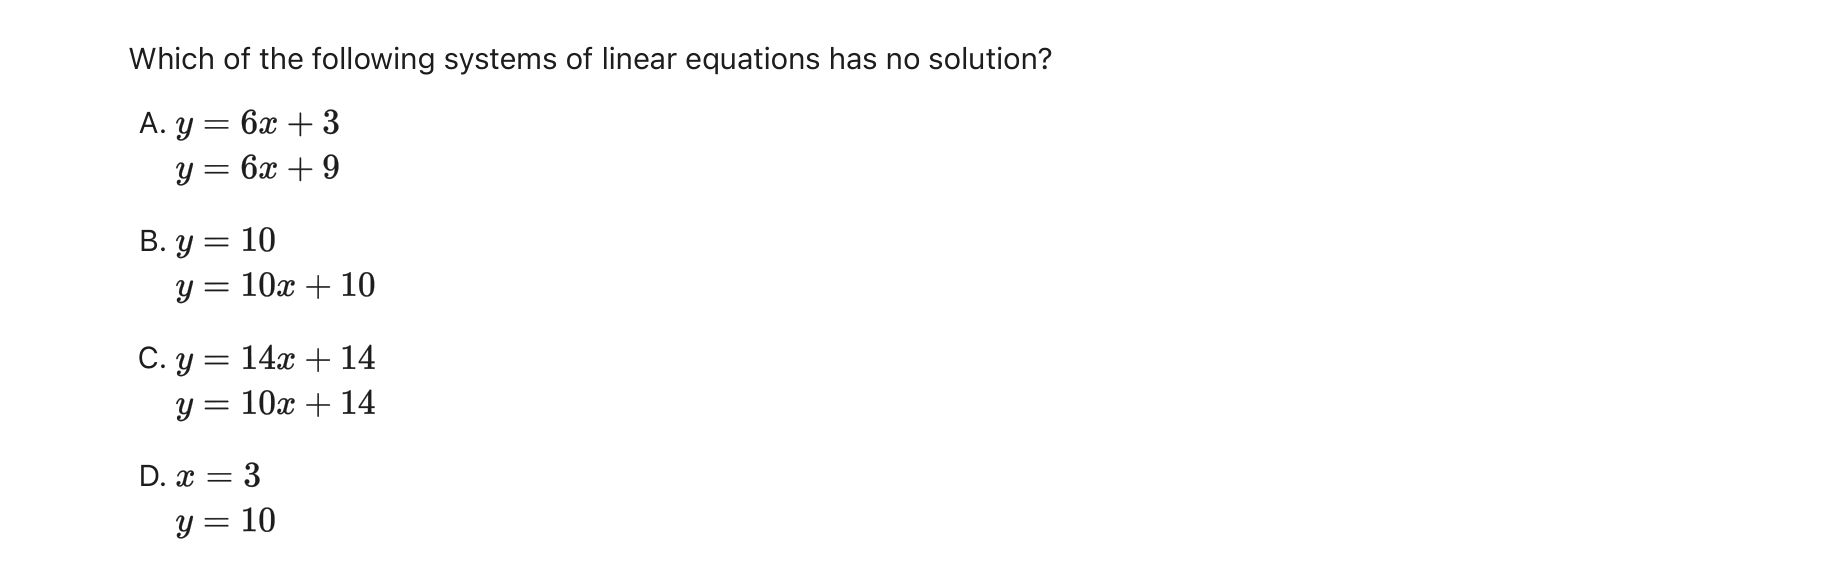 Which of the following systems of linear equations has no solution?
A. y = 6x + 3
y = 6x + 9
B. y = 10
y = 10x + 10
C. y = 14x + 14
y = 10x + 14
D. x = 3
y = 10